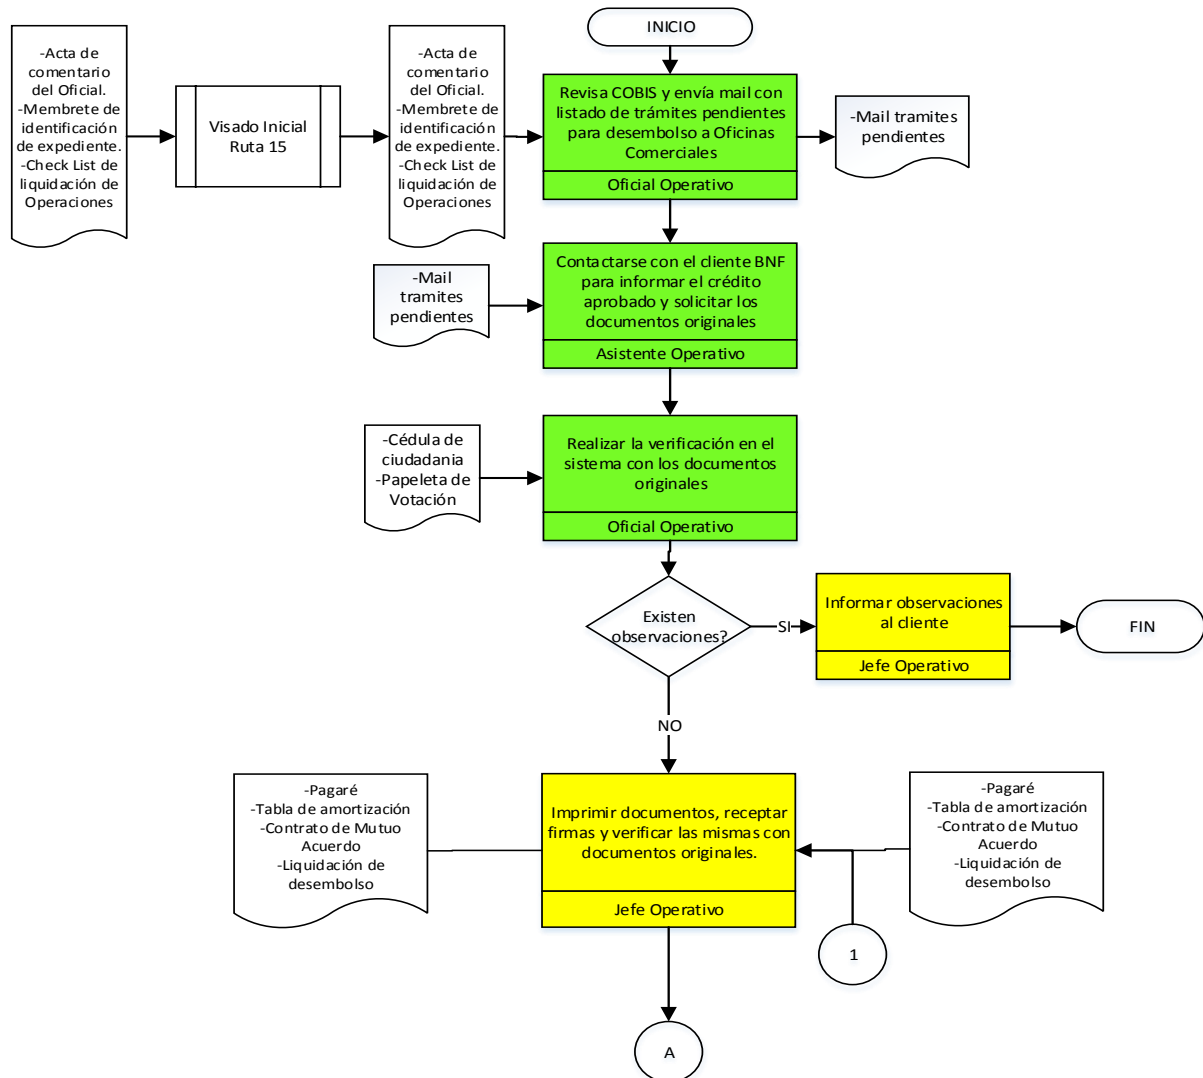 INICIO
-Acta de
comentario
del Oficial.
-Membrete de
identificación
de expediente.
-Check List de
liquidación de
Operaciones
Visado Inicial
Ruta 15
-Acta de
comentario
del Oficial.
-Membrete de
identificación
de expediente.
-Check List de
liquidación de
Operaciones
Revisa COBIS y envía mail con
listado de trámites pendientes
para desembolso a Oficinas
Comerciales
Oficial Operativo
-Mail tramites
pendientes
-Mail
tramites
pendientes
Contactarse con el cliente BNF
para informar el crédito
aprobado y solicitar los
documentos originales
Asistente Operativo
-Cédula de
ciudadania
-Papeleta de
Votación
Realizar la verificación en el
sistema con los documentos
originales
Oficial Operativo
Existen
observaciones?
SI
Informar observaciones
al cliente
Jefe Operativo
FIN
NO
-Pagaré
-Tabla de amortización
-Contrato de Mutuo
Acuerdo
-Liquidación de
desembolso
Imprimir documentos, receptar
firmas y verificar las mismas con
documentos originales.
Jefe Operativo
-Pagaré
-Tabla de amortización
-Contrato de Mutuo
Acuerdo
-Liquidación de
desembolso
1
A